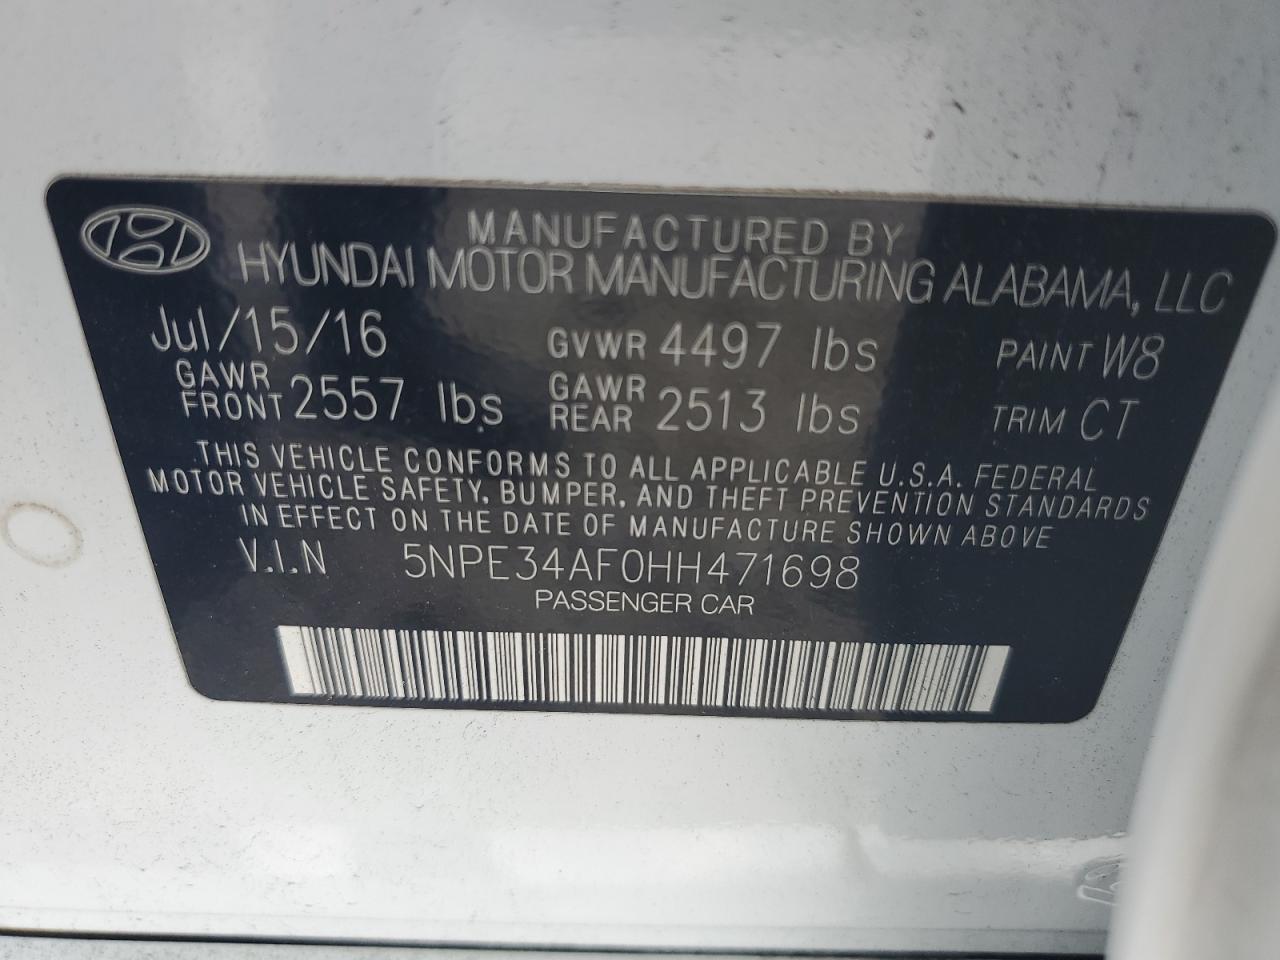 MANUFACTURED BY
HYUNDAI MOTOR MANUFACTURING ALABAMA, LLC
Jul/15/16 GVWR 4497 lbs PAINT W8
GAWR FRONT 2557 lbs GAWR REAR 2513 lbs TRIM CT
THIS VEHICLE CONFORMS TO ALL APPLICABLE U.S.A. FEDERAL
MOTOR VEHICLE SAFETY, BUMPER, AND THEFT PREVENTION STANDARDS
IN EFFECT ON THE DATE OF MANUFACTURE SHOWN ABOVE
V.I.N 5NPE34AF0HH471698
PASSENGER CAR